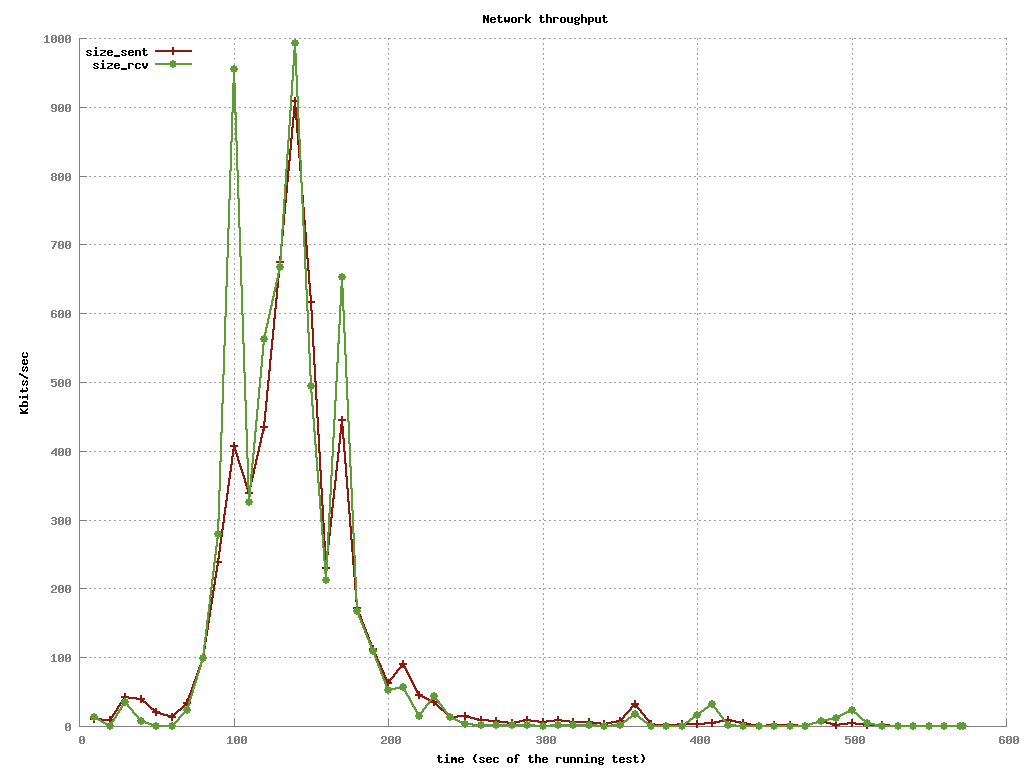 Network throughput
1000
size_sent
size_rcv
900
800
700
600
500
Kbits/sec
400
300
200
100
0
0 100 200 300 400 500 600
time (sec of the running test)